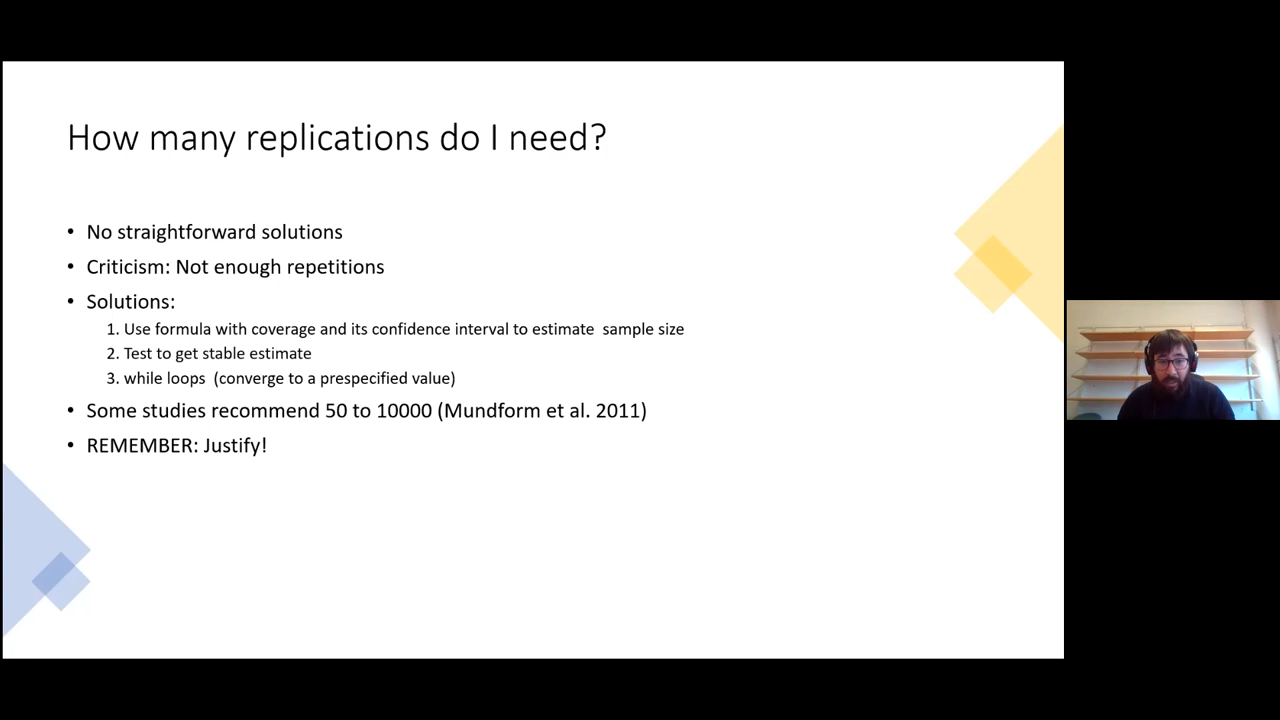 How many replications do I need?
• No straightforward solutions
• Criticism: Not enough repetitions
• Solutions:
1. Use formula with coverage and its confidence interval to estimate  sample size
2. Test to get stable estimate
3. while loops  (converge to a prespecified value)
• Some studies recommend 50 to 10000 (Mundform et al. 2011)
• REMEMBER: Justify!